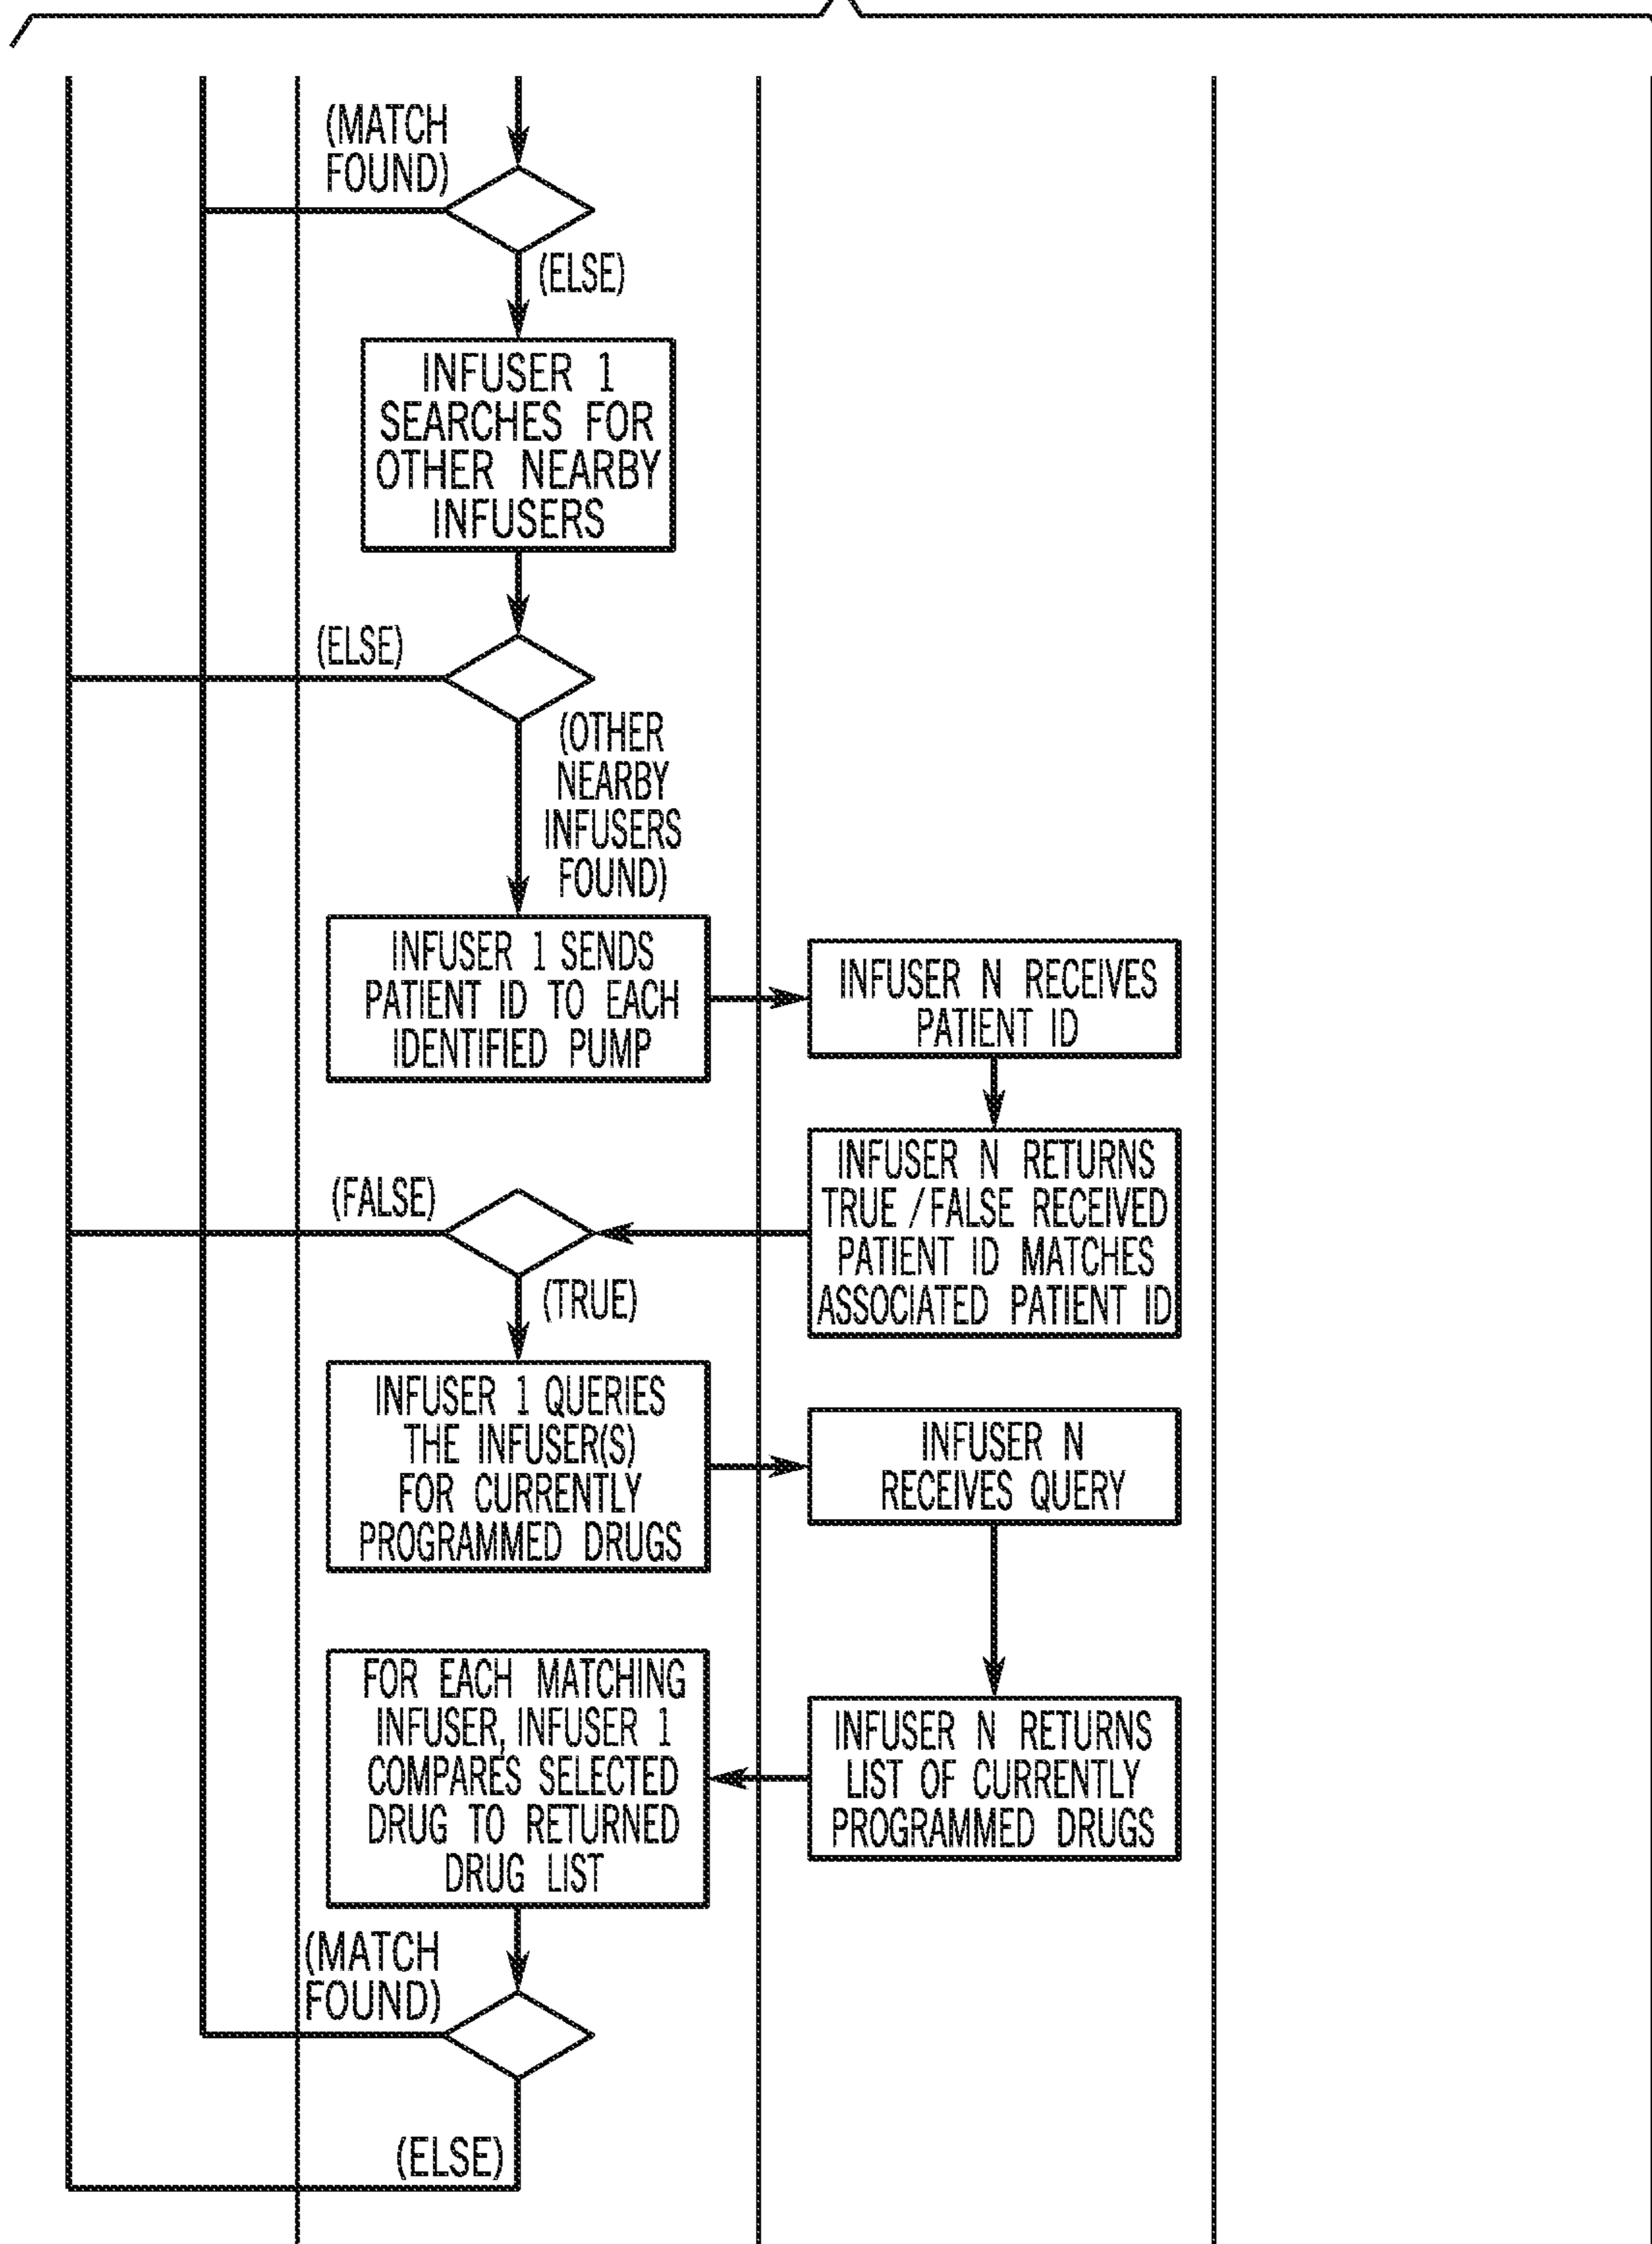 (MATCH
FOUND)
(ELSE)
INFUSER 1
SEARCHES FOR
OTHER NEARBY
INFUSERS
(ELSE)
(OTHER
NEARBY
INFUSERS
FOUND)
INFUSER 1 SENDS
PATIENT ID TO EACH
IDENTIFIED PUMP
INFUSER N RECEIVES
PATIENT ID
INFUSER N RETURNS
TRUE / FALSE RECEIVED
PATIENT ID MATCHES
ASSOCIATED PATIENT ID
(FALSE)
(TRUE)
INFUSER 1 QUERIES
THE INFUSER(S)
FOR CURRENTLY
PROGRAMMED DRUGS
INFUSER N
RECEIVES QUERY
INFUSER N RETURNS
LIST OF CURRENTLY
PROGRAMMED DRUGS
FOR EACH MATCHING
INFUSER, INFUSER 1
COMPARES SELECTED
DRUG TO RETURNED
DRUG LIST
(MATCH
FOUND)
(ELSE)